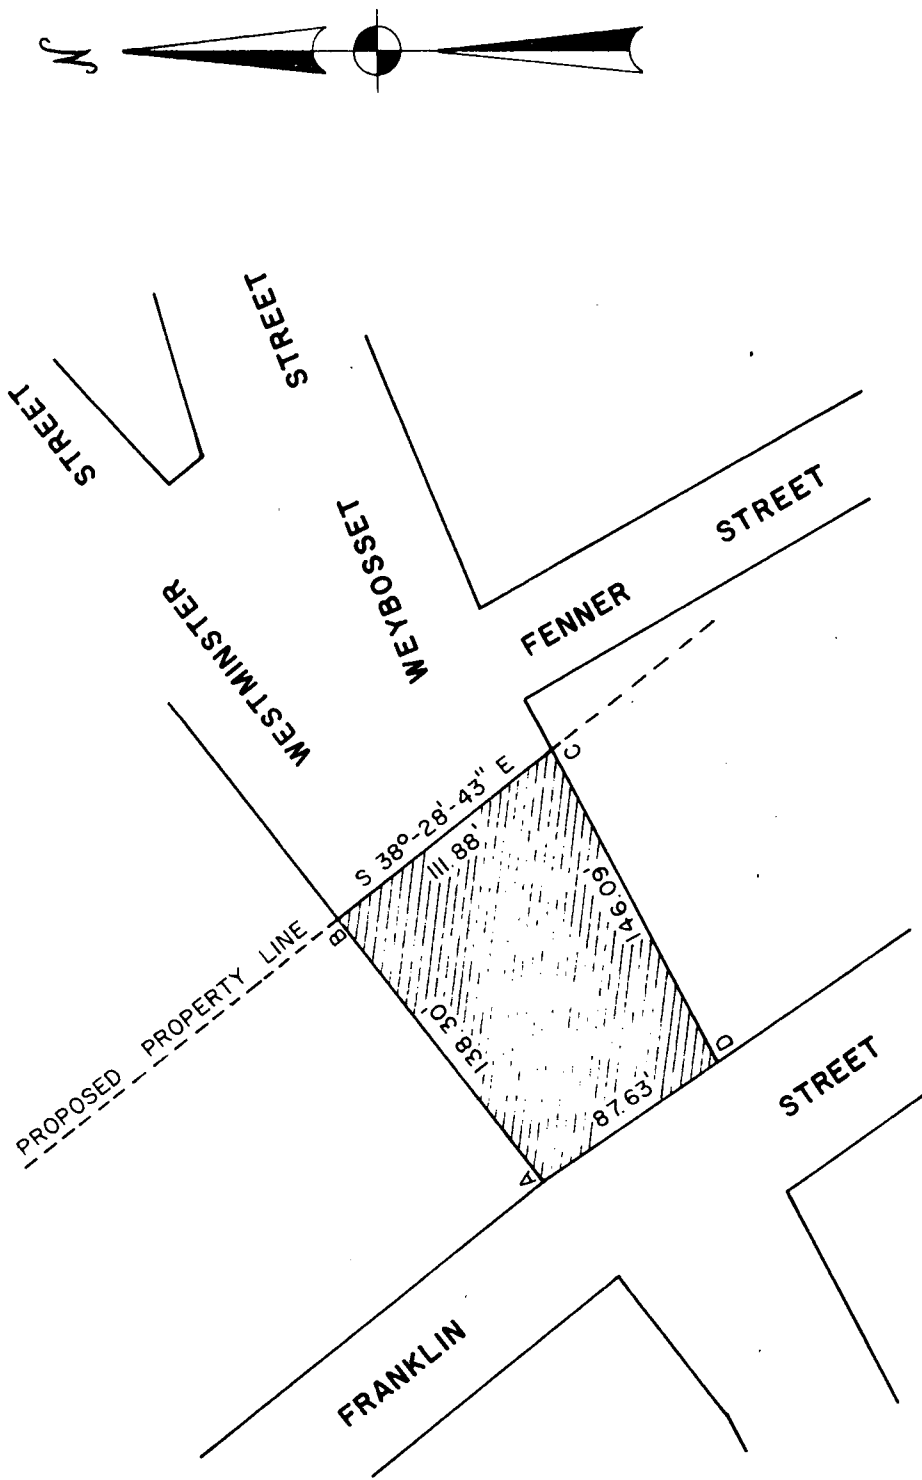 N
STREET
STREET
WESTMINSTER
WEYBOSSET
FENNER
STREET
PROPOSED PROPERTY LINE
S 38°-28'-43" E
111.88'
B
C
138.30'
146.09'
A
87.63'
D
FRANKLIN
STREET